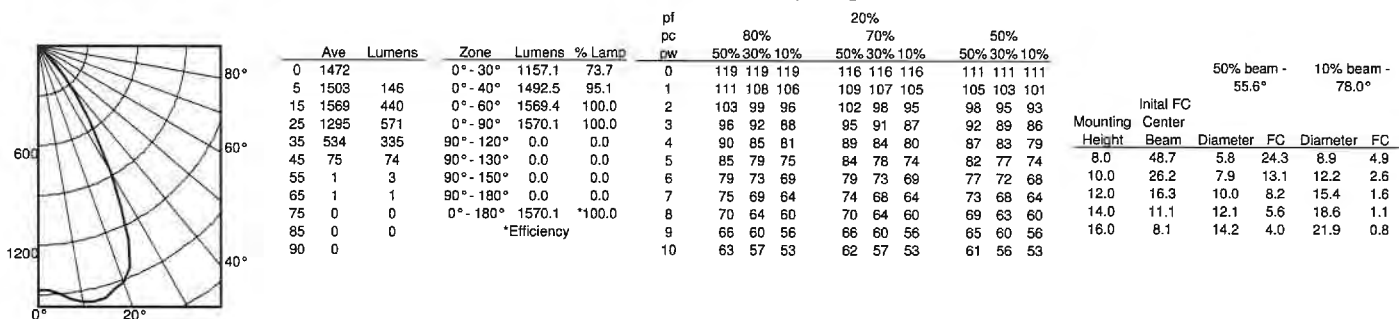 600
1200
0°
20°
40°
60°
80°
Ave Lumens
0 1472
5 1503 146
15 1569 440
25 1295 571
35 534 335
45 75 74
55 1 3
65 1 1
75 0 0
85 0 0
90 0
Zone Lumens % Lamp
0° - 30° 1157.1 73.7
0° - 40° 1492.5 95.1
0° - 60° 1569.4 100.0
0° - 90° 1570.1 100.0
90° - 120° 0.0 0.0
90° - 130° 0.0 0.0
90° - 150° 0.0 0.0
90° - 180° 0.0 0.0
0° - 180° 1570.1 *100.0
*Efficiency
pf 20%
pc 80% 70% 50%
pw 50% 30% 10% 50% 30% 10% 50% 30% 10%
0 119 119 119 116 116 116 111 111 111
1 111 108 106 109 107 105 105 103 101
2 103 99 96 102 98 95 98 95 93
3 96 92 88 95 91 87 92 89 86
4 90 85 81 89 84 80 87 83 79
5 85 79 75 84 78 74 82 77 74
6 79 73 69 79 73 69 77 72 68
7 75 69 64 74 68 64 73 68 64
8 70 64 60 70 64 60 69 63 60
9 66 60 56 66 60 56 65 60 56
10 63 57 53 62 57 53 61 56 53
50% beam - 10% beam -
55.6° 78.0°
Inital FC
Mounting Center
Height Beam Diameter FC Diameter FC
8.0 48.7 5.8 24.3 8.9 4.9
10.0 26.2 7.9 13.1 12.2 2.6
12.0 16.3 10.0 8.2 15.4 1.6
14.0 11.1 12.1 5.6 18.6 1.1
16.0 8.1 14.2 4.0 21.9 0.8